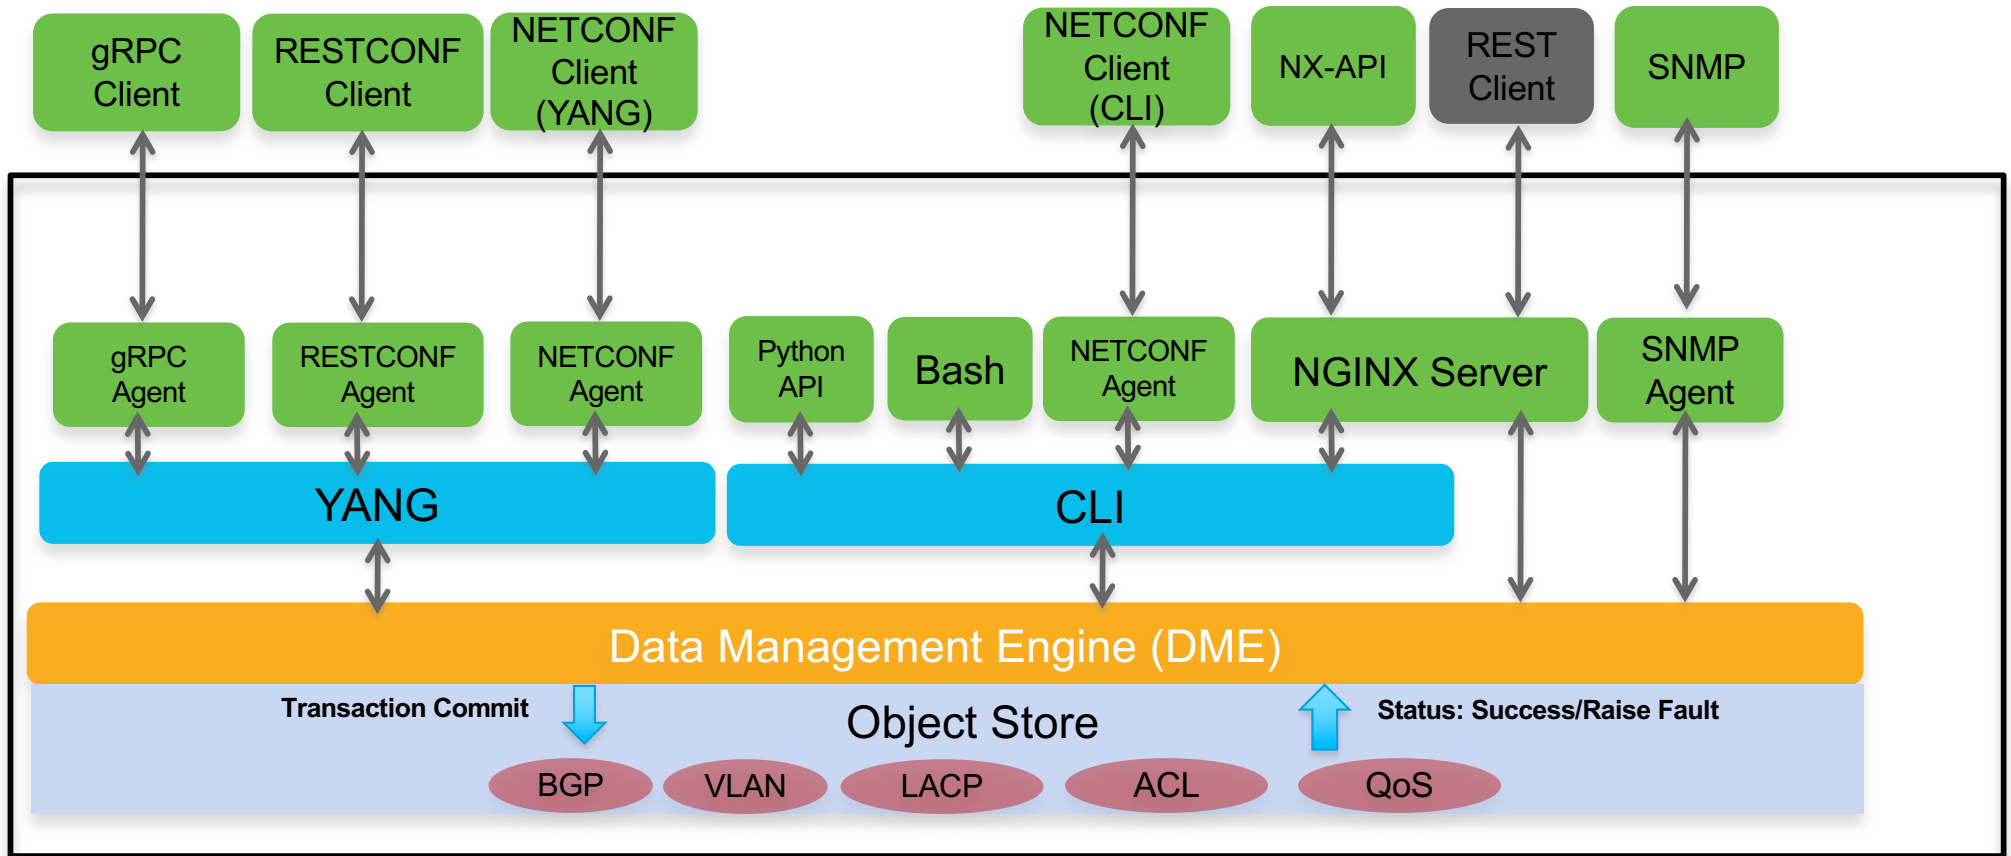 gRPC
Client
RESTCONF
Client
NETCONF
Client
(YANG)
NETCONF
Client
(CLI)
NX-API
REST
Client
SNMP
gRPC
Agent
RESTCONF
Agent
NETCONF
Agent
Python
API
Bash
NETCONF
Agent
NGINX Server
SNMP
Agent
YANG
CLI
Data Management Engine (DME)
Transaction Commit
Object Store
Status: Success/Raise Fault
BGP
VLAN
LACP
ACL
QoS